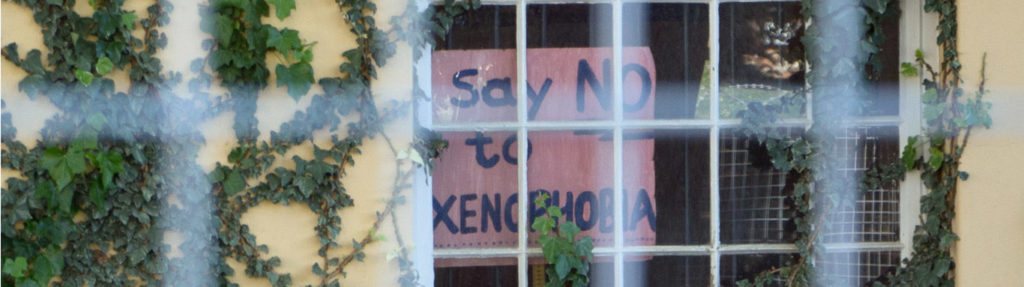 Say NO
to
XENOPHOBIA